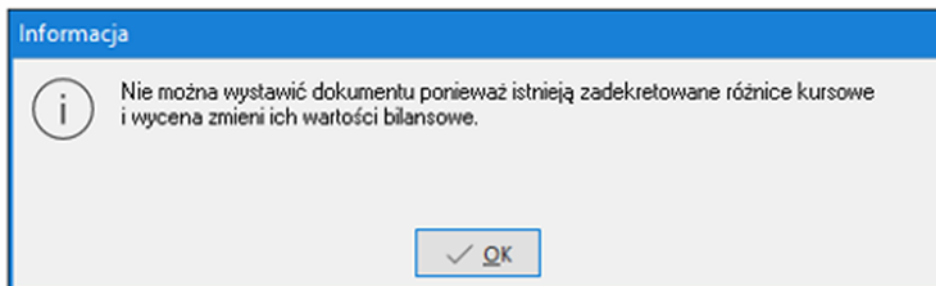 Informacja
Nie można wystawić dokumentu ponieważ istnieją zadekretowane różnice kursowe
i wycena zmieni ich wartości bilansowe.
OK